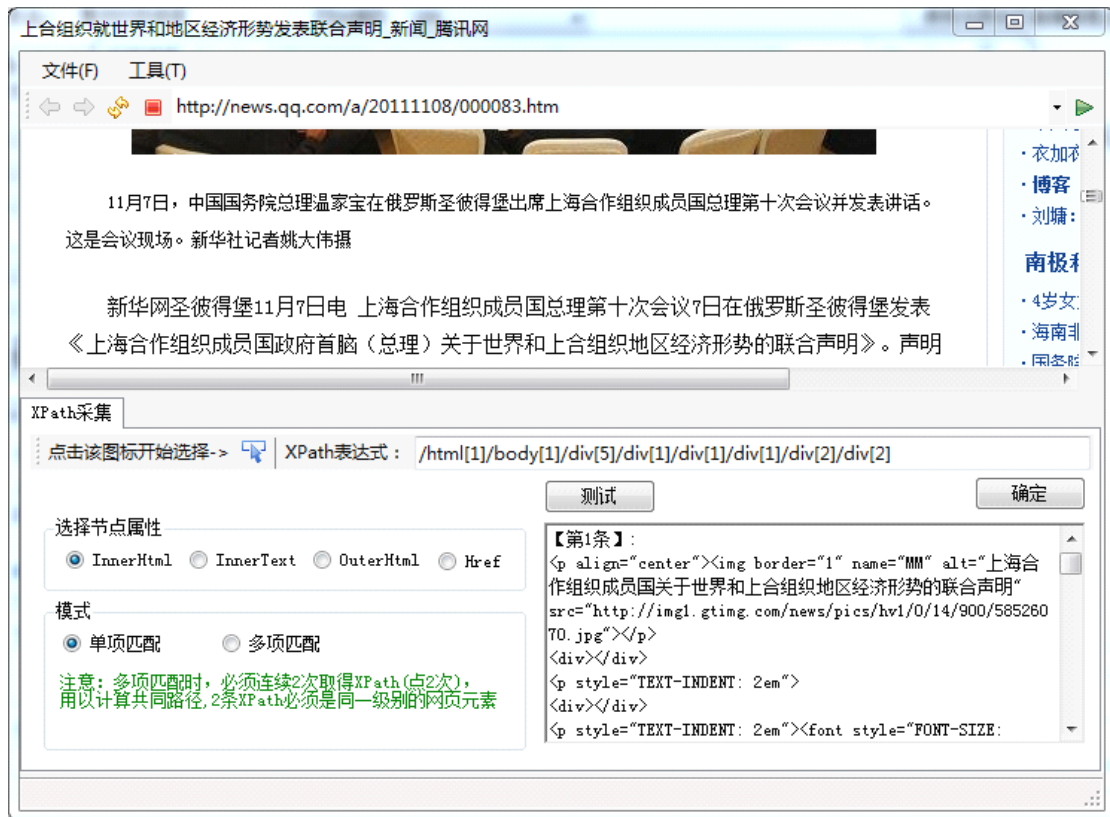 上合组织就世界和地区经济形势发表联合声明_新闻_腾讯网
文件(F) 工具(T)
http://news.qq.com/a/20111108/000083.htm
·衣加衣
·博客
11月7日，中国国务院总理温家宝在俄罗斯圣彼得堡出席上海合作组织成员国总理第十次会议并发表讲话。
·刘墉：
这是会议现场。新华社记者姚大伟摄
南极
新华网圣彼得堡11月7日电 上海合作组织成员国总理第十次会议7日在俄罗斯圣彼得堡发表
·4岁女
《上海合作组织成员国政府首脑（总理）关于世界和上合组织地区经济形势的联合声明》。声明
·海南非
·国务院
XPath采集
点击该图标开始选择-> XPath表达式： /html[1]/body[1]/div[5]/div[1]/div[1]/div[1]/div[2]/div[2]
测试 确定
选择节点属性
InnerHtml InnerText OuterHtml Href
模式
单项匹配 多项匹配
注意：多项匹配时，必须连续2次取得XPath(点2次)，
用以计算共同路径,2条XPath必须是同一级别的网页元素
【第1条】:
<p align="center"><img border="1" name="MM" alt="上海合
作组织成员国关于世界和上合组织地区经济形势的联合声明"
src="http://img1.gtimg.com/news/pics/hv1/0/14/900/585260
70.jpg"></p>
<div></div>
<p style="TEXT-INDENT: 2em">
<div></div>
<p style="TEXT-INDENT: 2em"><font style="FONT-SIZE: